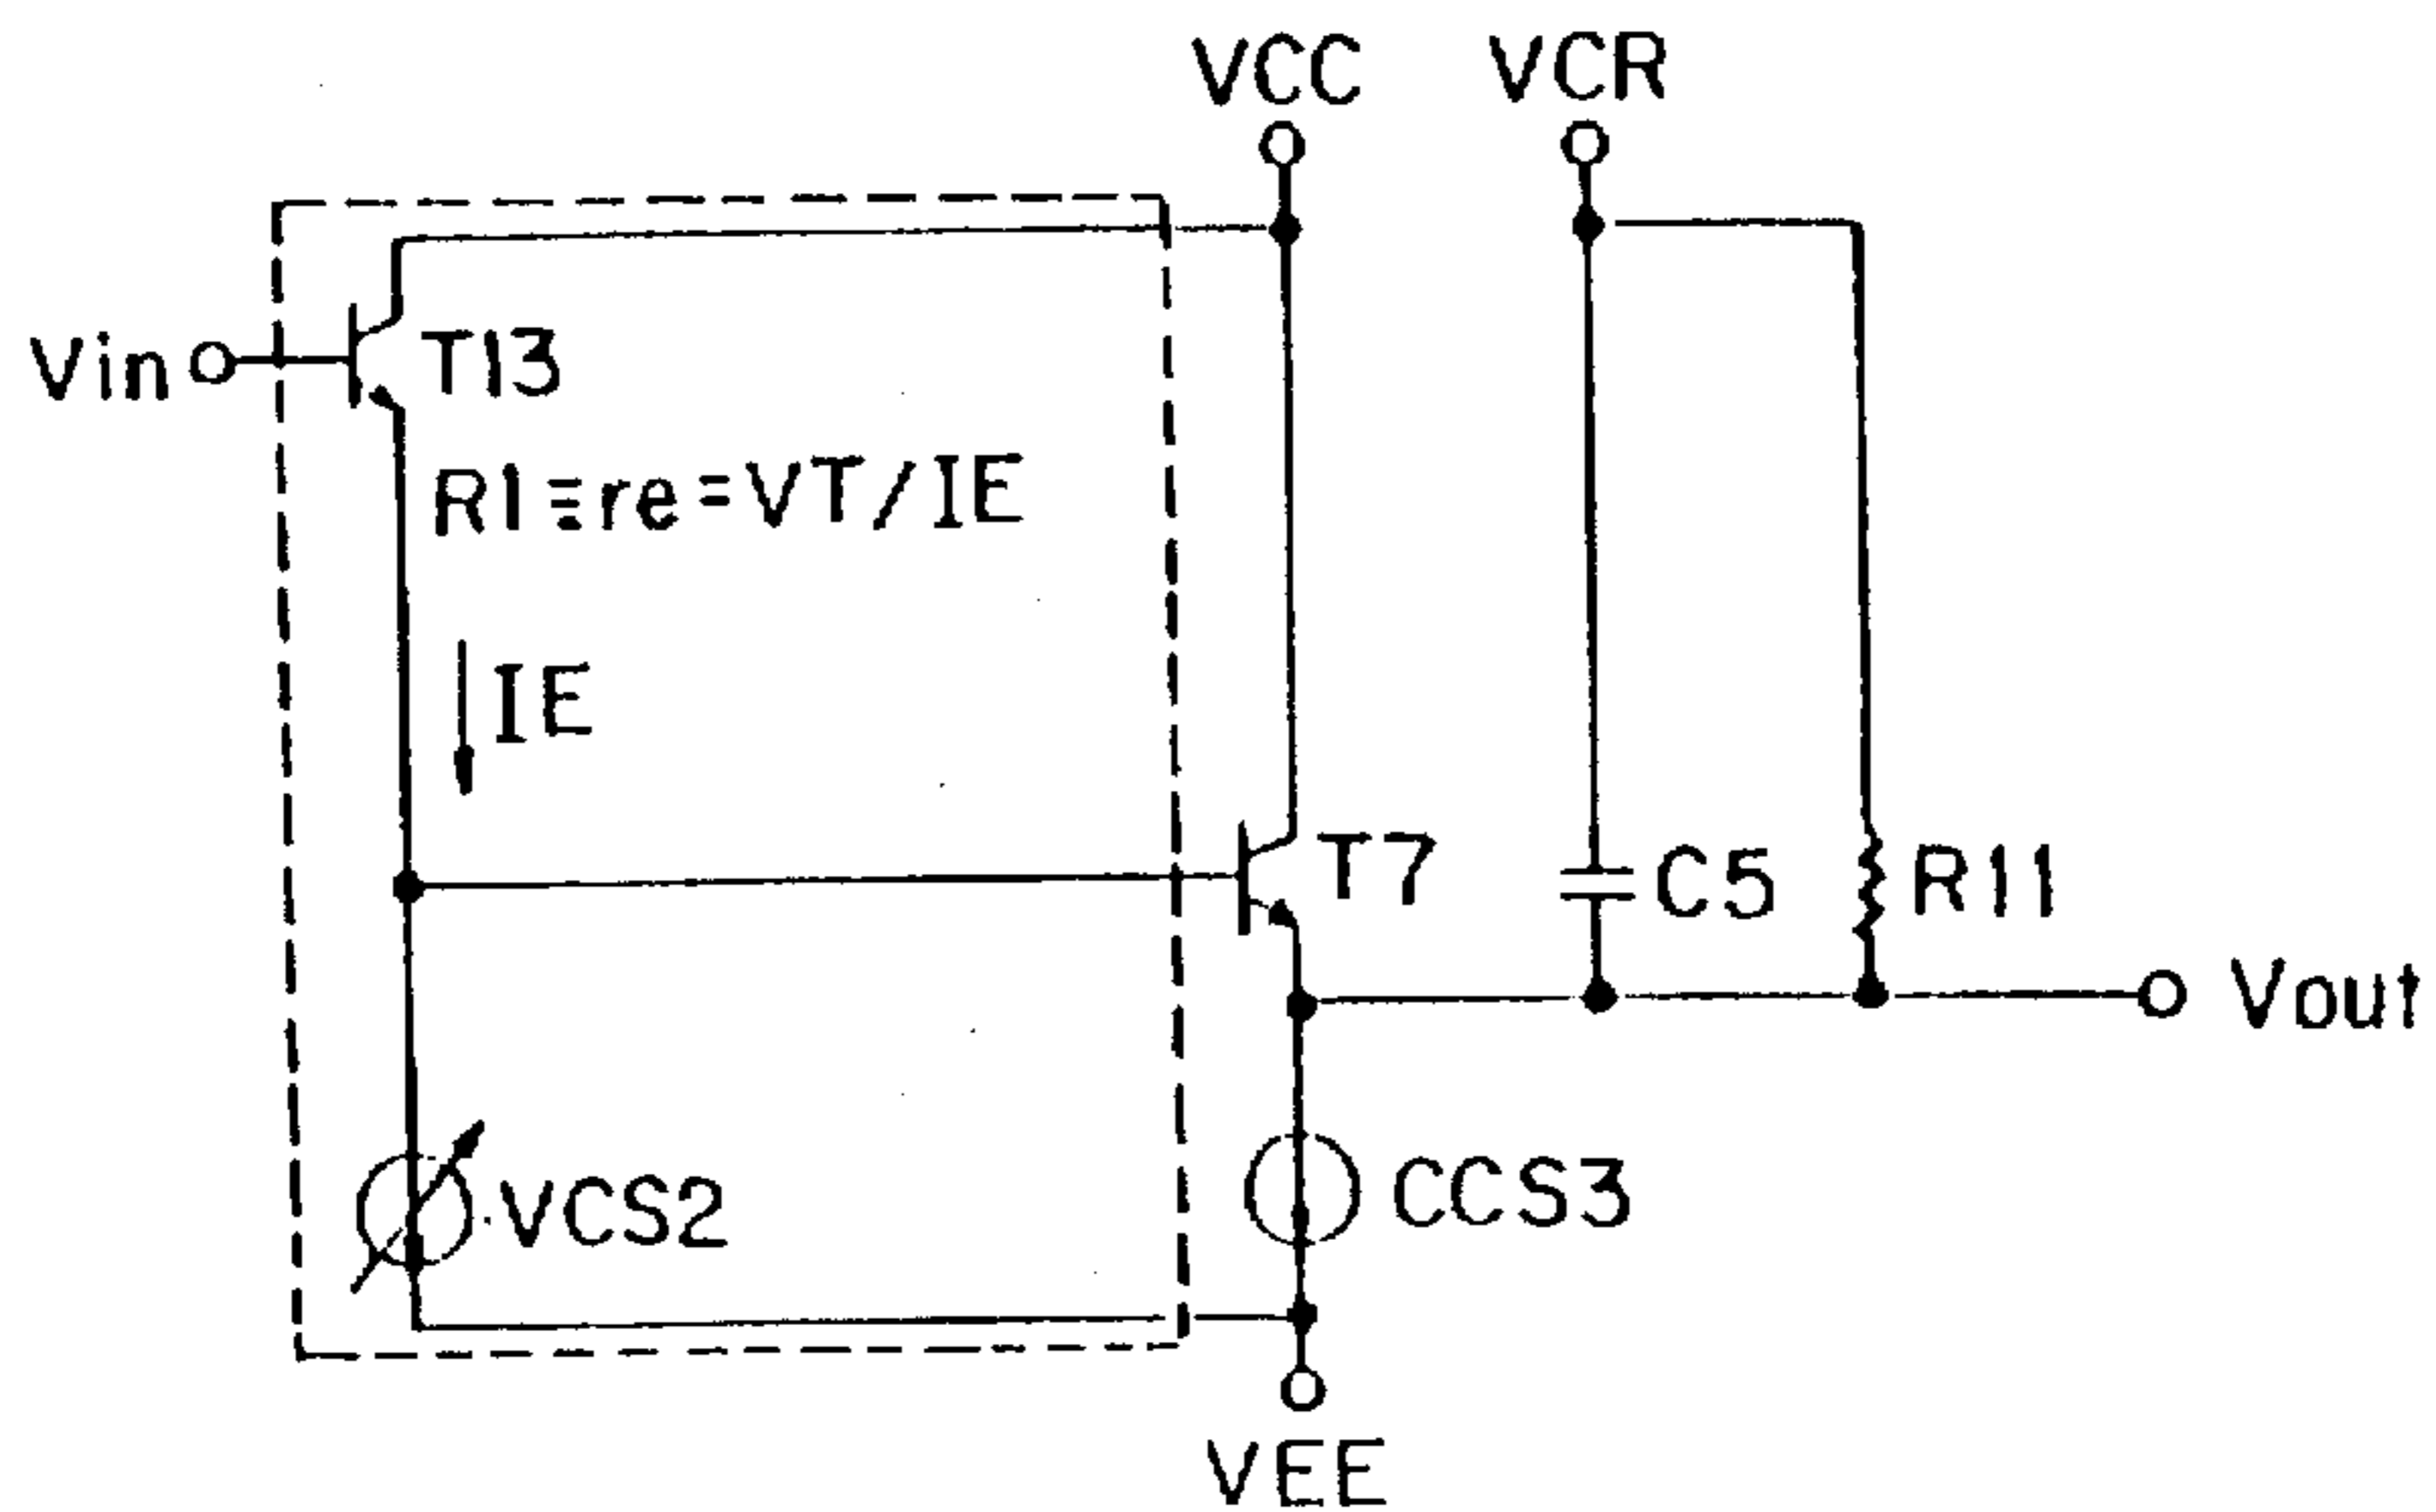 VCC VCR
Vin
T13
R1≡re=VT/IE
IE
T7
C5
R11
Vout
VCS2
CCS3
VEE